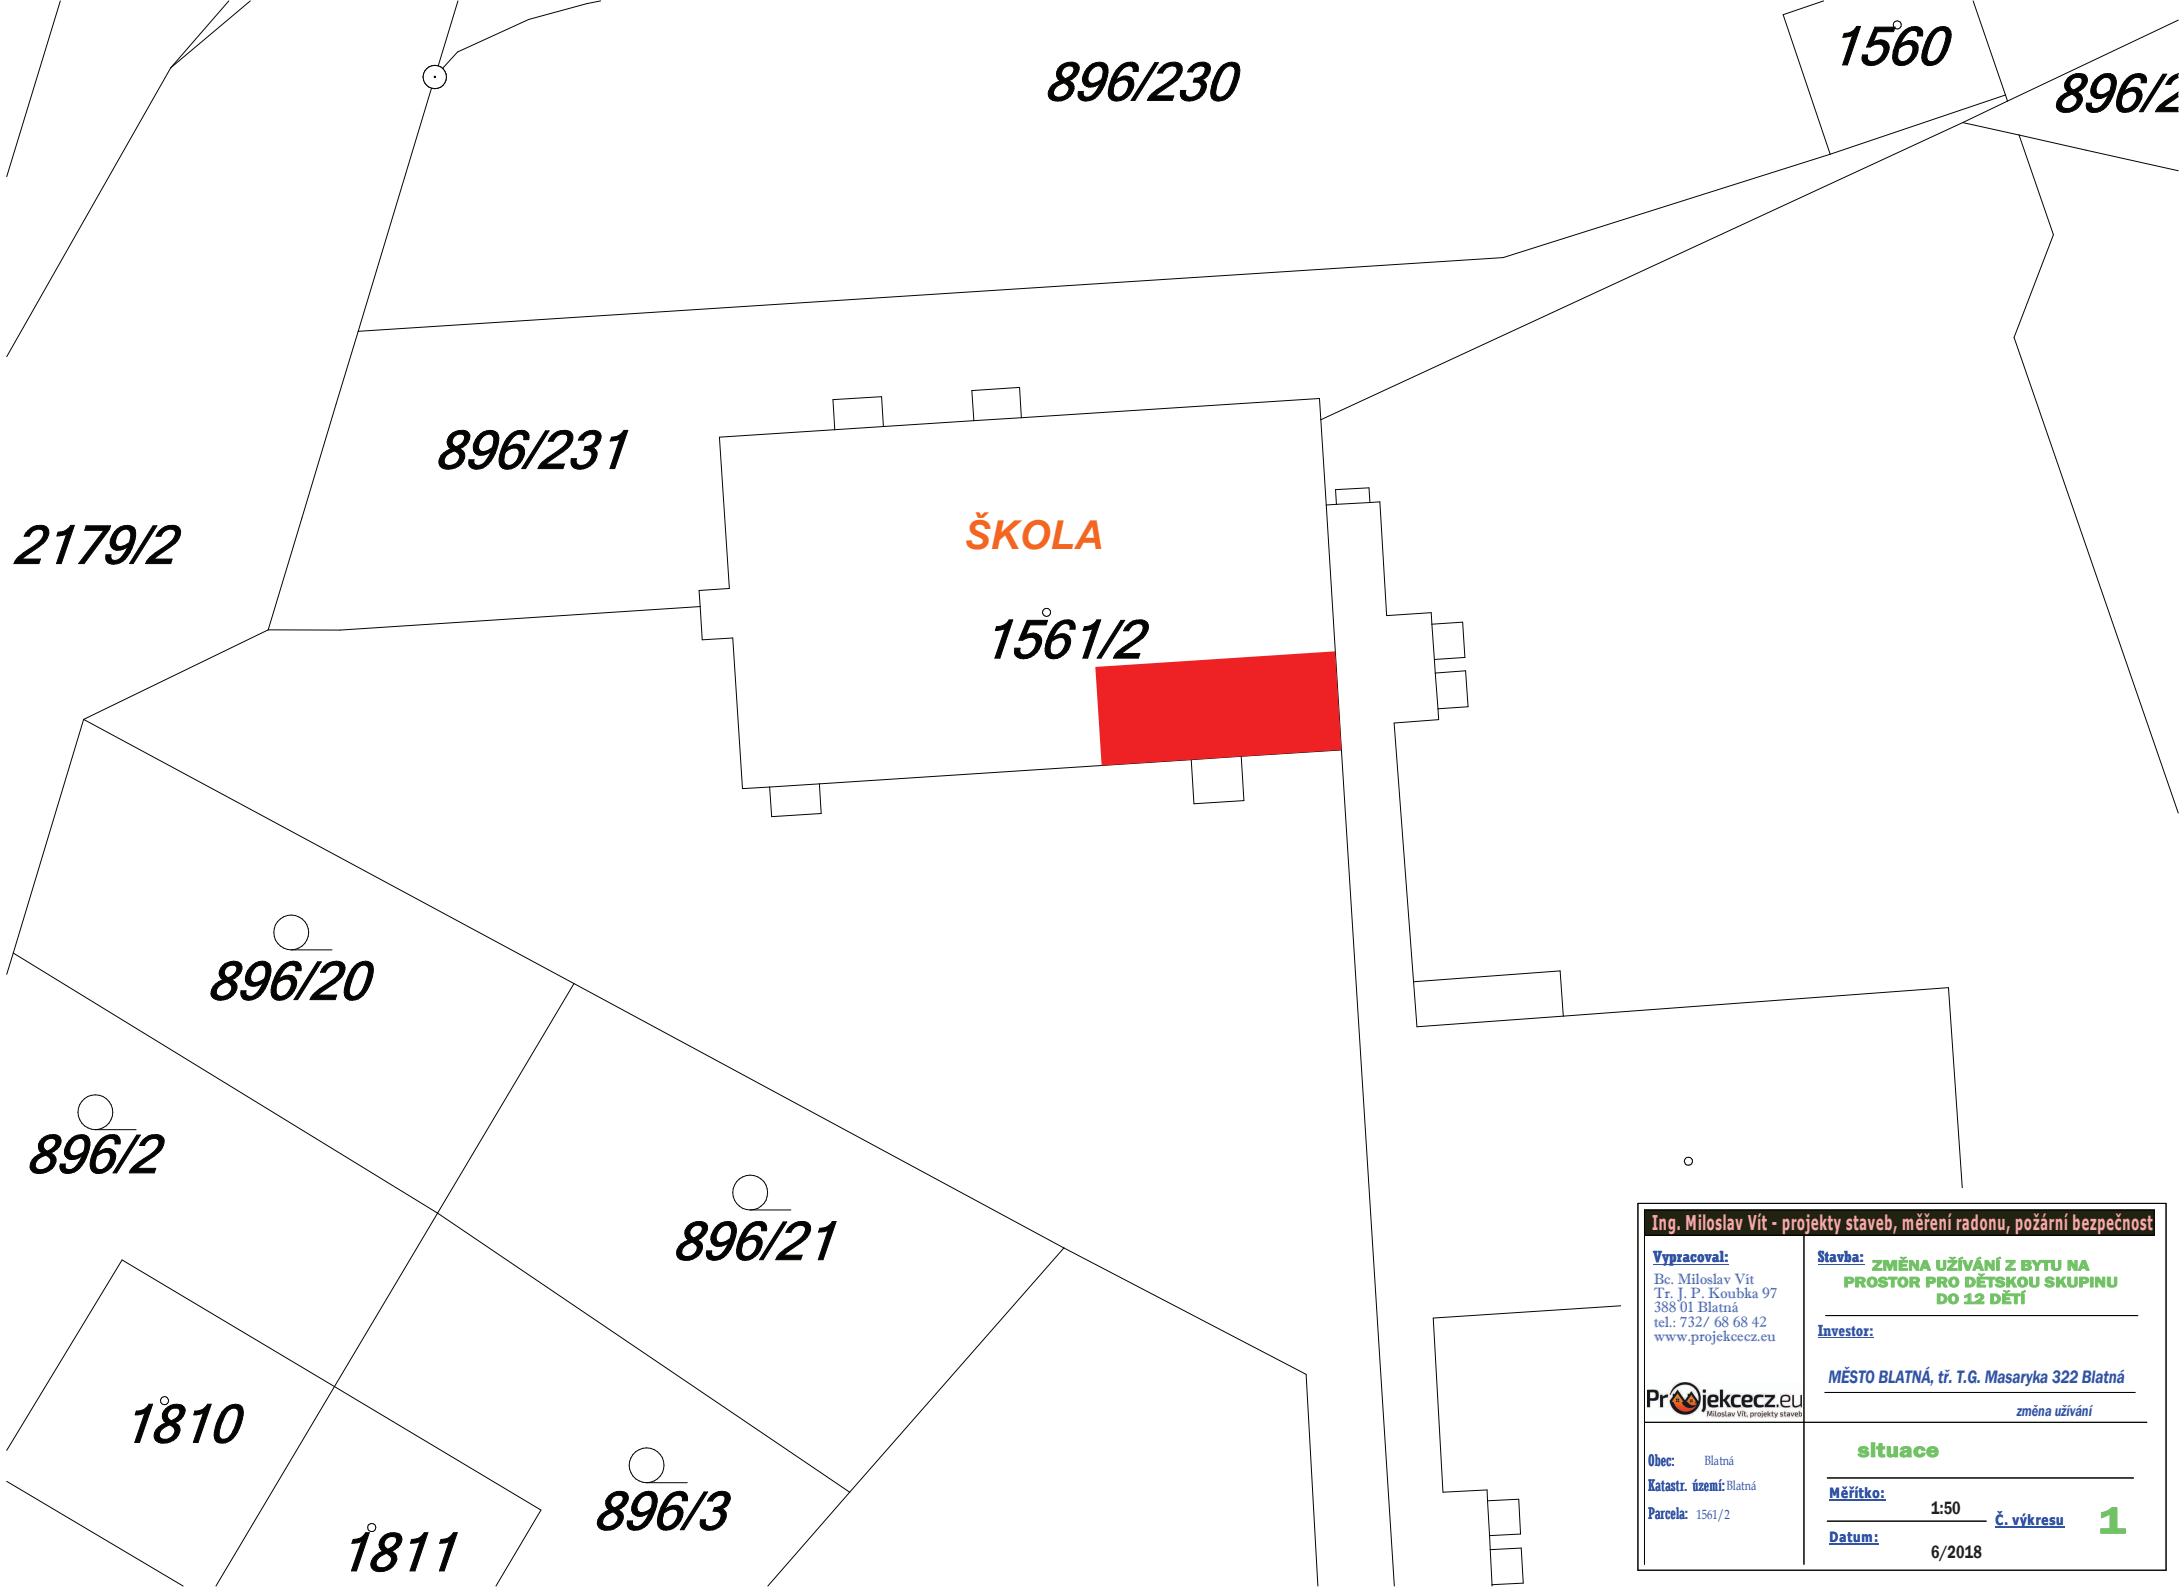 1560
896/230
896/2
896/231
ŠKOLA
2179/2
1561/2
896/20
896/2
896/21
1810
896/3
1811
Ing. Miloslav Vít - projekty staveb, měření radonu, požární bezpečnost
Vypracoval:
Bc. Miloslav Vít
Tr. J. P. Koubka 97
388 01 Blatná
tel.: 732/ 68 68 42
www.projekcecz.eu
Projekcecz.eu
Miloslav Vít, projekty staveb
Stavba: ZMĚNA UŽÍVÁNÍ Z BYTU NA
PROSTOR PRO DĚTSKOU SKUPINU
DO 12 DĚTÍ
Investor:
MĚSTO BLATNÁ, tř. T.G. Masaryka 322 Blatná
změna užívání
Obec: Blatná
Katastr. území: Blatná
Parcela: 1561/2
situace
Měřítko:
1:50
Datum:
6/2018
Č. výkresu 1